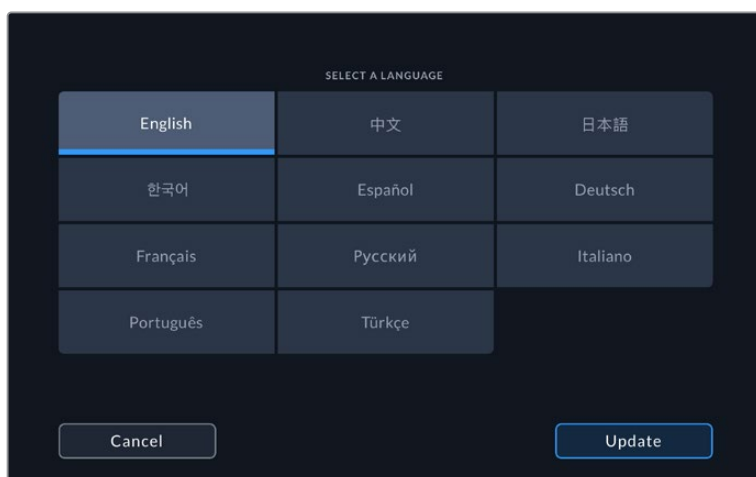 SELECT A LANGUAGE
English 中文 日本語
한국어 Español Deutsch
Français Русский Italiano
Português Türkçe
Cancel Update